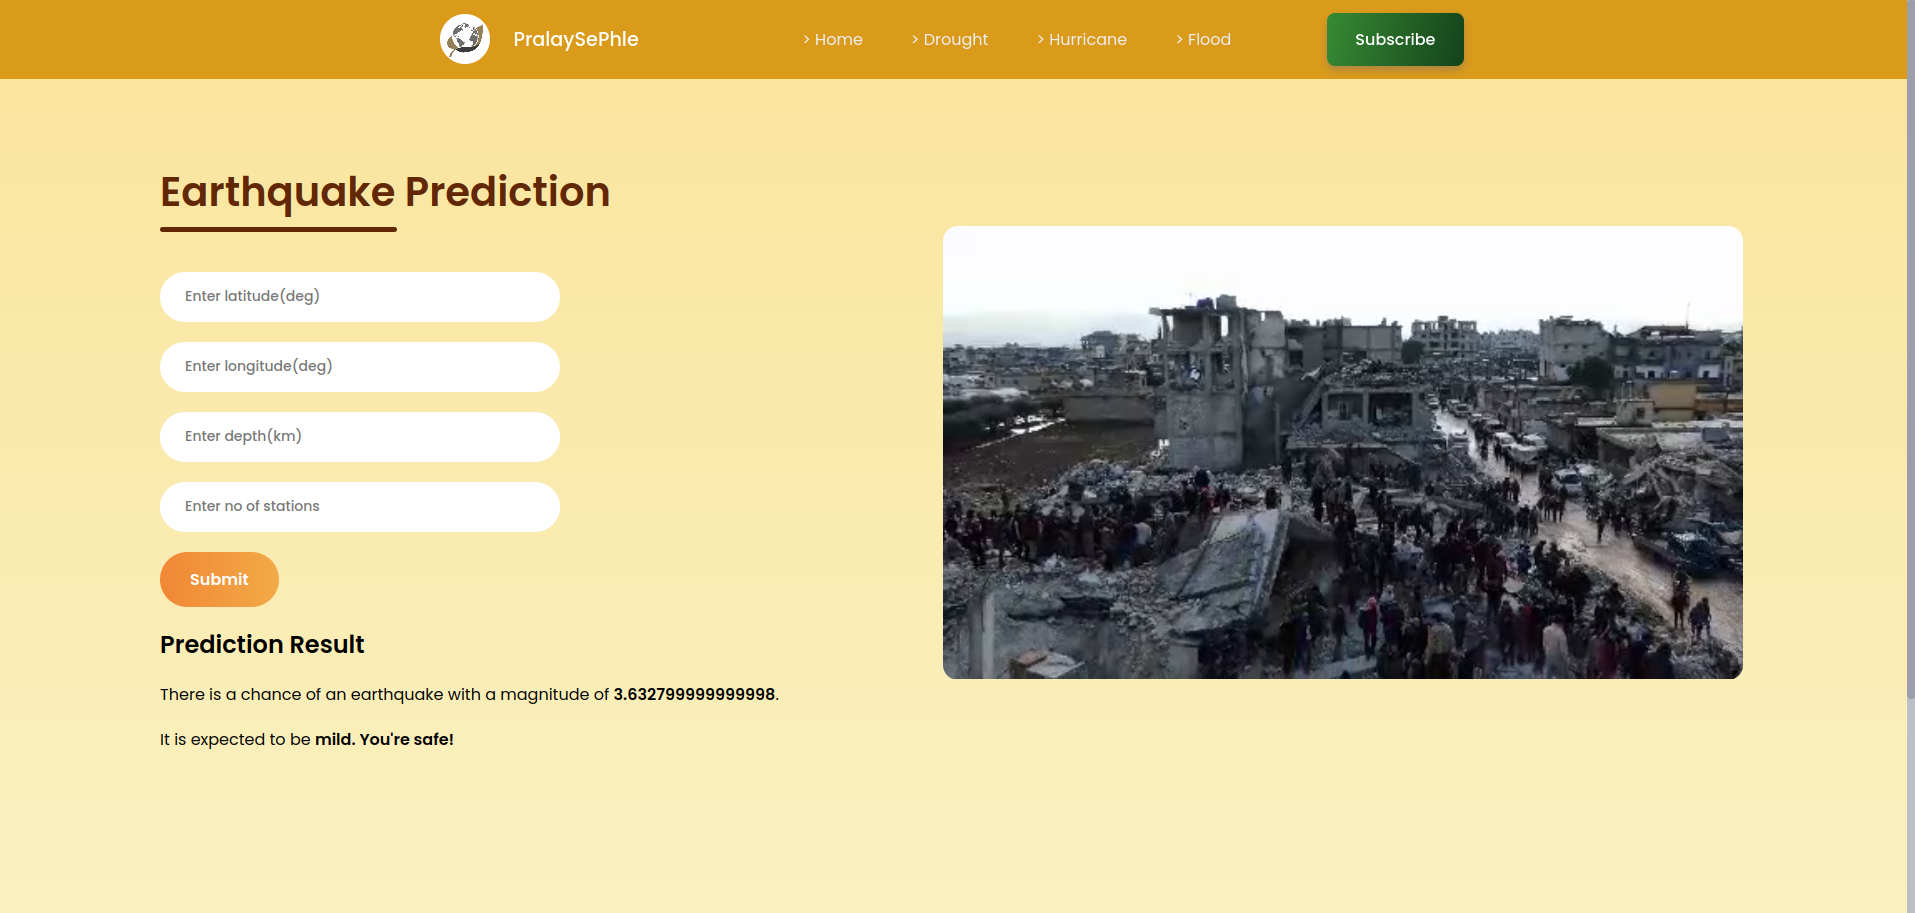 PralaySePhle
> Home
> Drought
> Hurricane
> Flood
Subscribe
Earthquake Prediction
Enter latitude(deg)
Enter longitude(deg)
Enter depth(km)
Enter no of stations
Submit
Prediction Result
There is a chance of an earthquake with a magnitude of 3.632799999999998.
It is expected to be mild. You're safe!